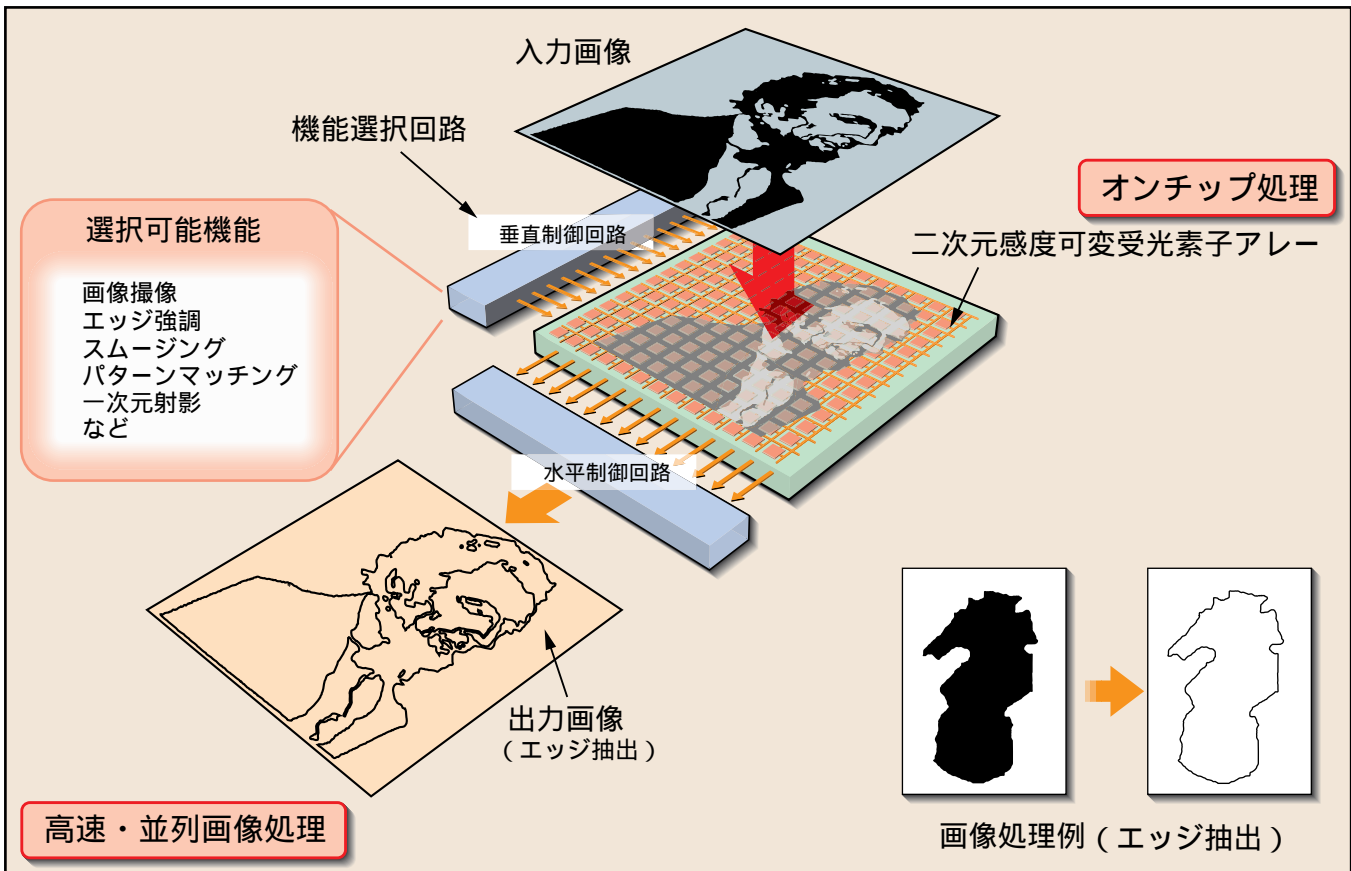 入力画像
機能選択回路
オンチップ処理
選択可能機能
垂直制御回路
二次元感度可変受光素子アレー
画像撮像
エッジ強調
スムージング
パターンマッチング
一次元射影
など
水平制御回路
出力画像
(エッジ抽出)
高速・並列画像処理
画像処理例(エッジ抽出)